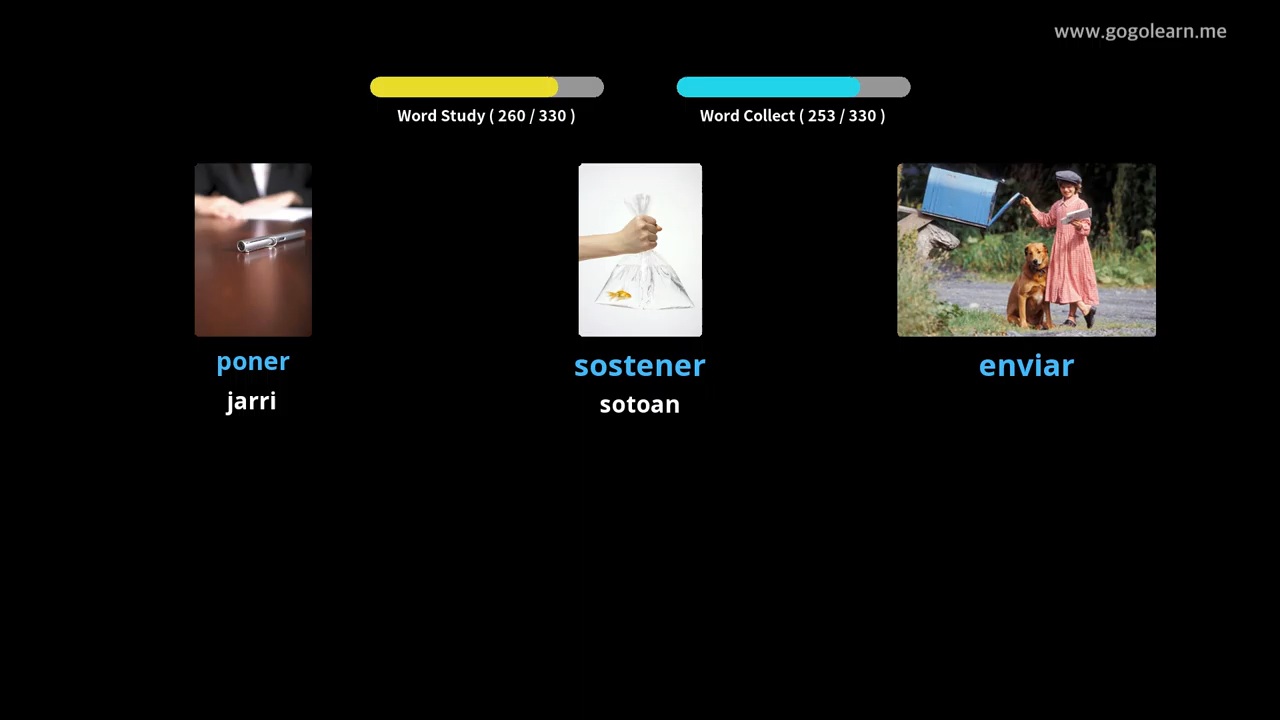 www.gogolearn.me
Word Study ( 260 / 330 )
Word Collect ( 253 / 330 )
poner
sostener
enviar
jarri
sotoan